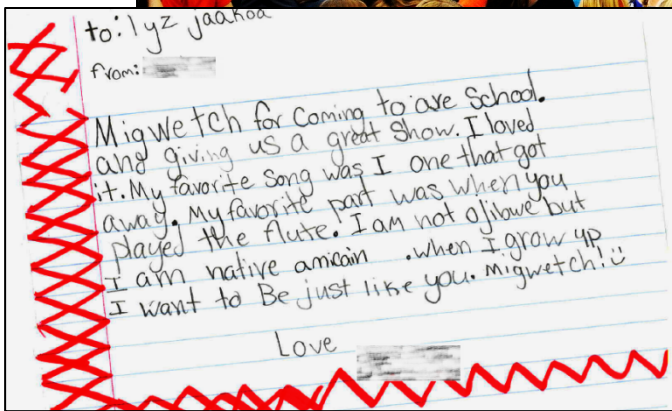 to: lyz jaakoa
from:
Migwetch for Coming to are School.
and giving us a great Show. I loved
it. My favorite Song was I one that got
away. My favorite part was when you
played the flute. I am not ojibwe but
I am native amicain .when I grow up
I want to Be just like you. Migwetch! ☺
Love